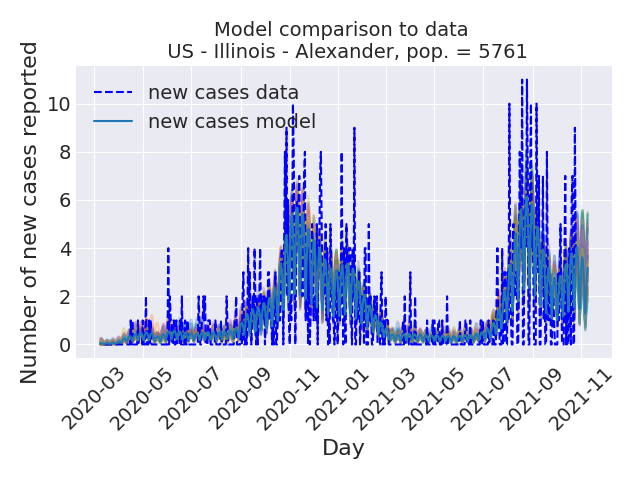 Model comparison to data
US - Illinois - Alexander, pop. = 5761
Number of new cases reported
10
8
6
4
2
0
new cases data
new cases model
2020-03
2020-05
2020-07
2020-09
2020-11
2021-01
2021-03
2021-05
2021-07
2021-09
2021-11
Day